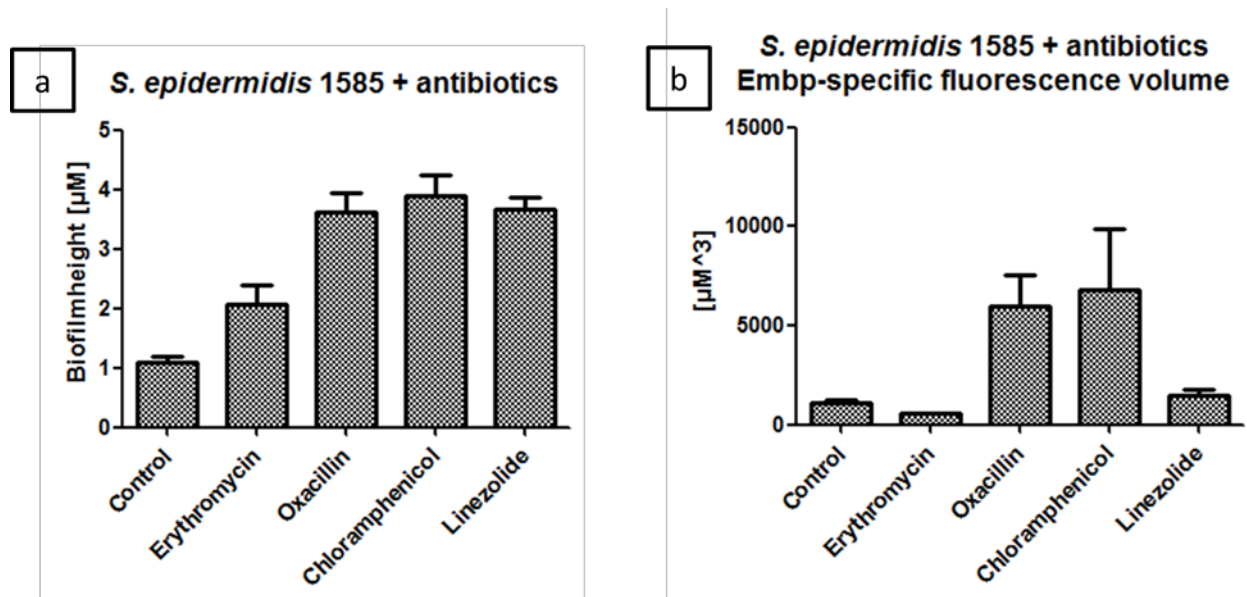 a
S. epidermidis 1585 + antibiotics
Biofilmheight [µM]
5
4
3
2
1
0
Control
Erythromycin
Oxacillin
Chloramphenicol
Linezolide
b
S. epidermidis 1585 + antibiotics
Embp-specific fluorescence volume
[µM^3]
15000
10000
5000
0
Control
Erythromycin
Oxacillin
Chloramphenicol
Linezolide